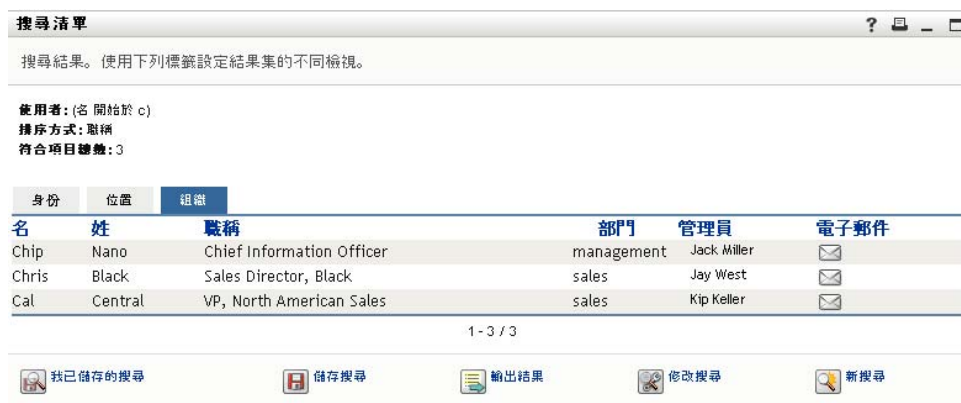 搜尋清單 ?
搜尋結果。使用下列標籤設定結果集的不同檢視。
使用者: (名 開始於 c)
排序方式: 職稱
符合項目總數: 3
身份 位置 組織
名 姓 職稱 部門 管理員 電子郵件
Chip Nano Chief Information Officer management Jack Miller
Chris Black Sales Director, Black sales Jay West
Cal Central VP, North American Sales sales Kip Keller
1 - 3 / 3
我已儲存的搜尋 儲存搜尋 輸出結果 修改搜尋 新搜尋